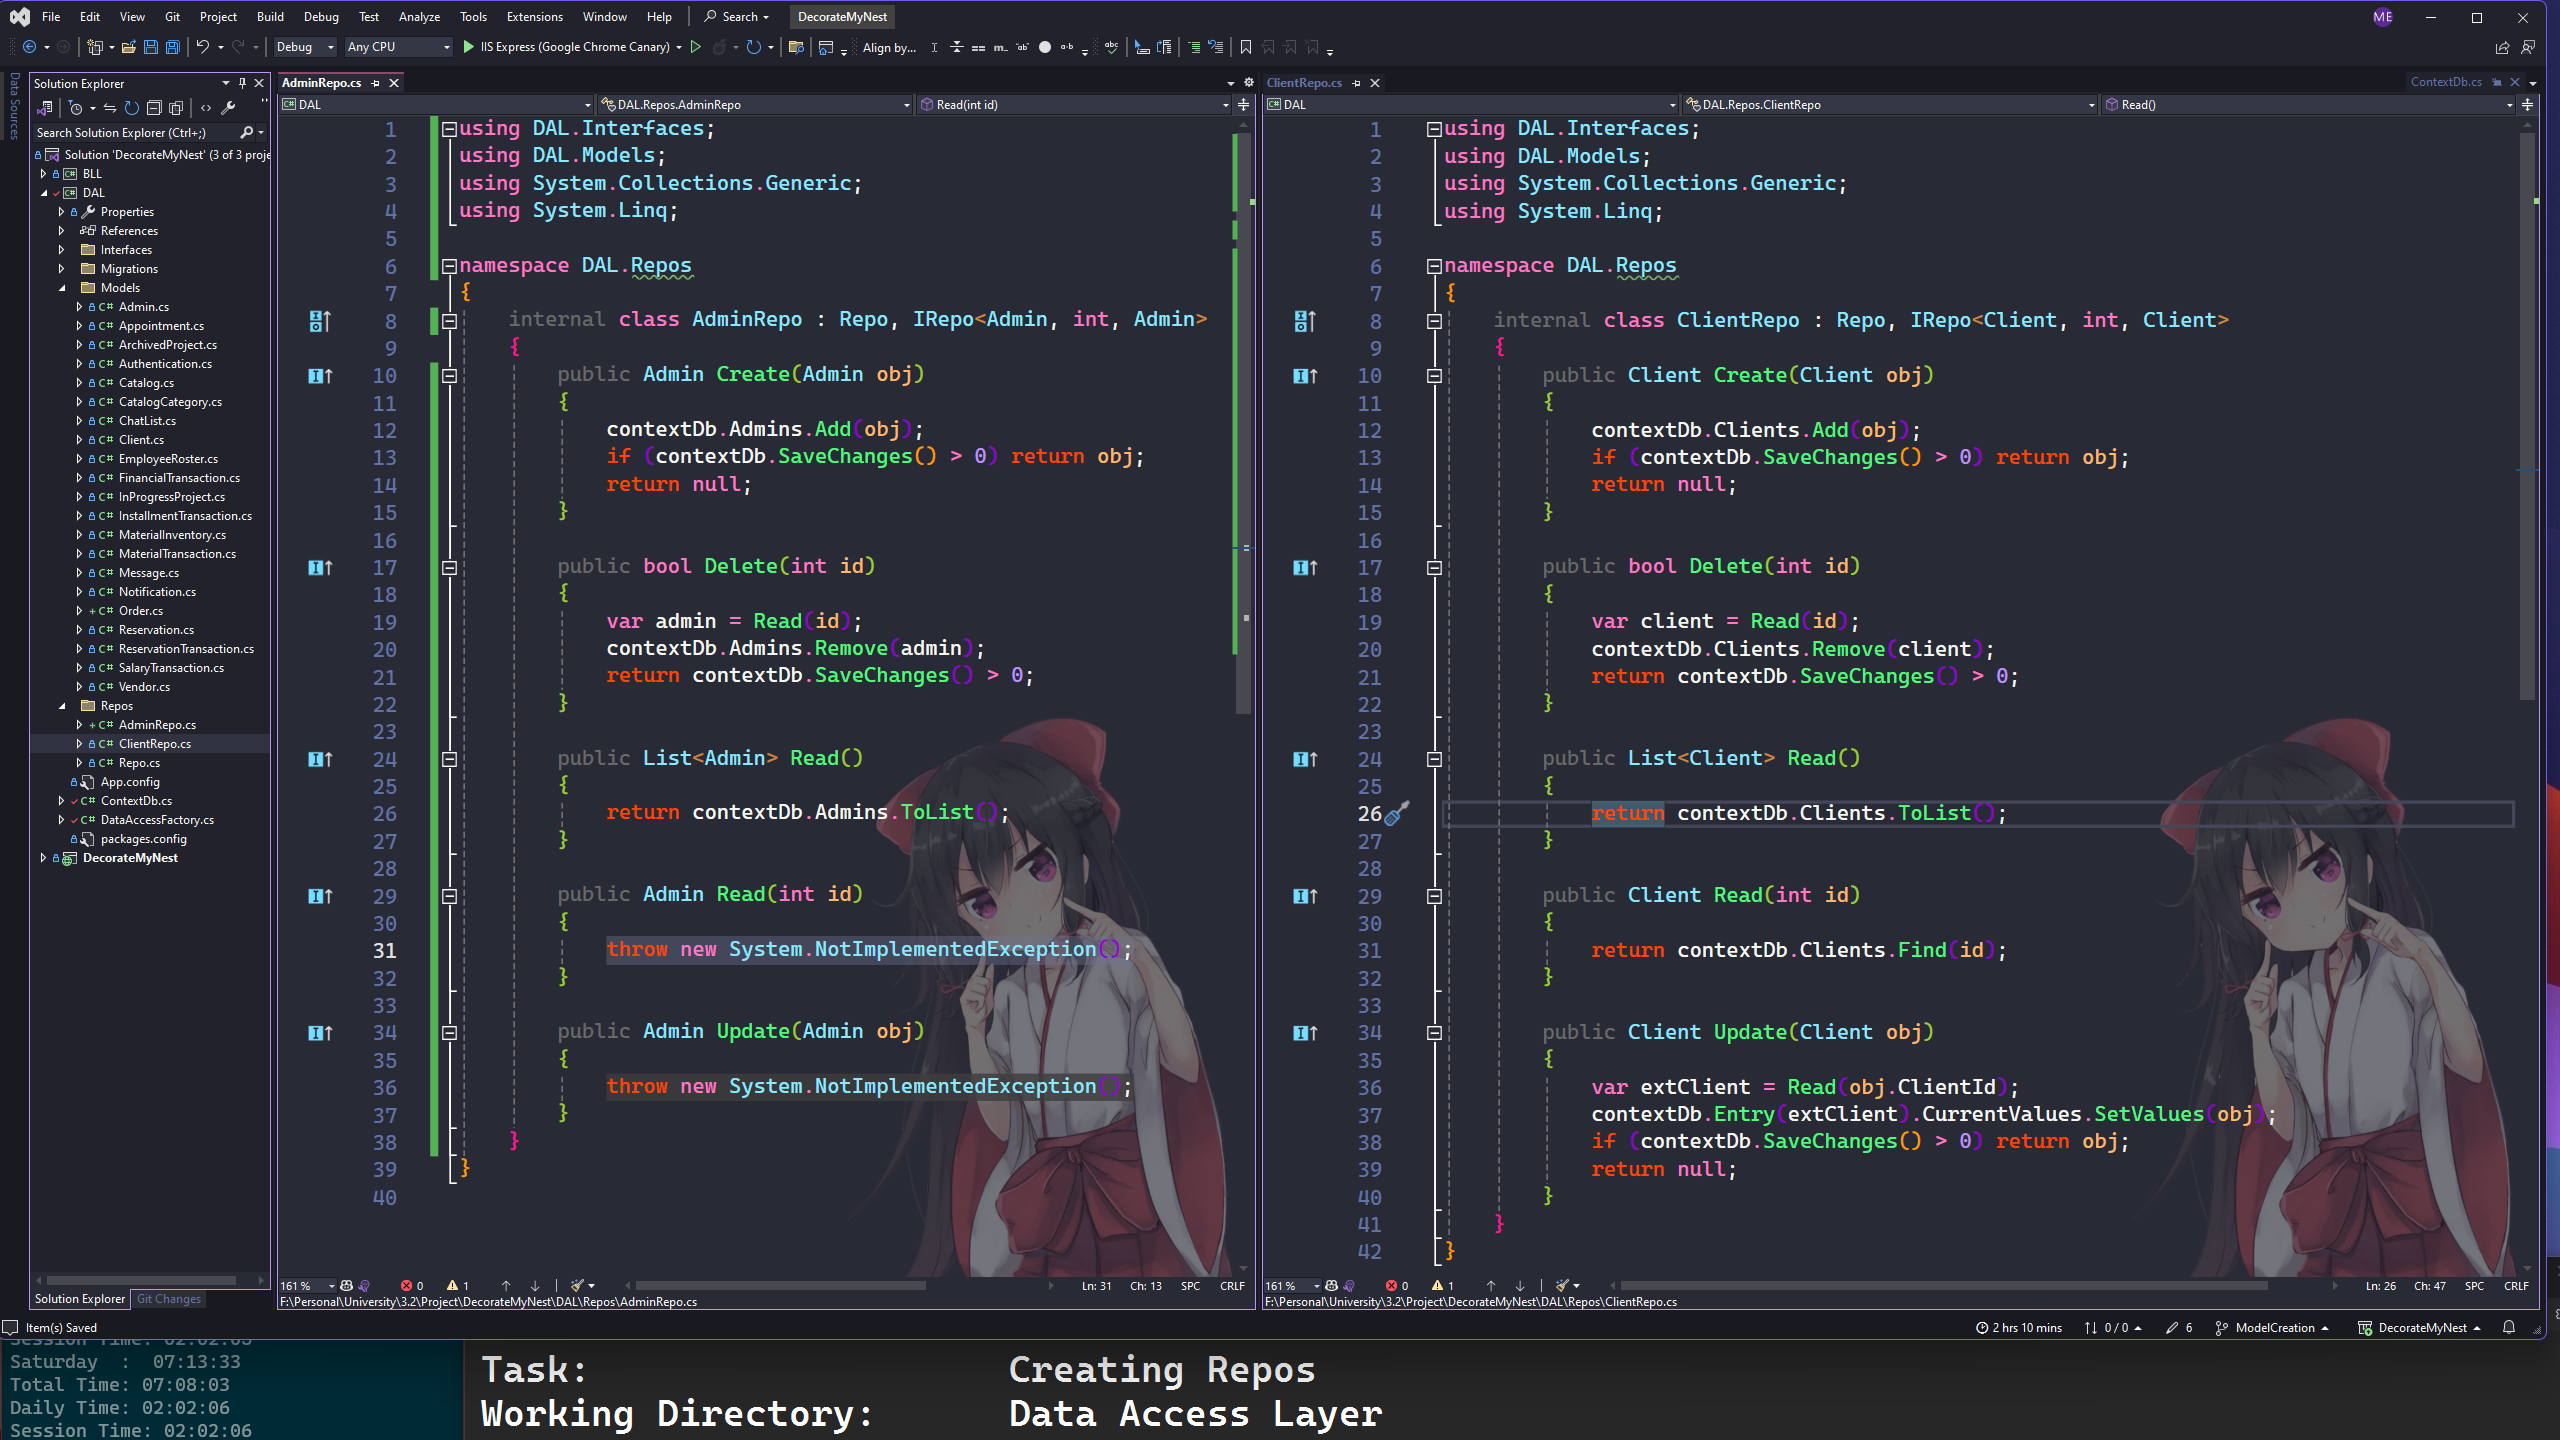 File Edit View Git Project Build Debug Test Analyze Tools Extensions Window Help Search DecorateMyNest ME
Debug Any CPU IIS Express (Google Chrome Canary) Align by...
Data Sources
Solution Explorer
Search Solution Explorer (Ctrl+;)
Solution 'DecorateMyNest' (3 of 3 proje
BLL
DAL
Properties
References
Interfaces
Migrations
Models
Admin.cs
Appointment.cs
ArchivedProject.cs
Authentication.cs
Catalog.cs
CatalogCategory.cs
ChatList.cs
Client.cs
EmployeeRoster.cs
FinancialTransaction.cs
InProgressProject.cs
InstallmentTransaction.cs
MaterialInventory.cs
MaterialTransaction.cs
Message.cs
Notification.cs
Order.cs
Reservation.cs
ReservationTransaction.cs
SalaryTransaction.cs
Vendor.cs
Repos
AdminRepo.cs
ClientRepo.cs
Repo.cs
App.config
ContextDb.cs
DataAccessFactory.cs
packages.config
DecorateMyNest
Solution Explorer Git Changes
AdminRepo.cs
DAL DAL.Repos.AdminRepo Read(int id)
1 using DAL.Interfaces;
2 using DAL.Models;
3 using System.Collections.Generic;
4 using System.Linq;
5
6 namespace DAL.Repos
7 {
8 internal class AdminRepo : Repo, IRepo<Admin, int, Admin>
9 {
10 public Admin Create(Admin obj)
11 {
12 contextDb.Admins.Add(obj);
13 if (contextDb.SaveChanges() > 0) return obj;
14 return null;
15 }
16
17 public bool Delete(int id)
18 {
19 var admin = Read(id);
20 contextDb.Admins.Remove(admin);
21 return contextDb.SaveChanges() > 0;
22 }
23
24 public List<Admin> Read()
25 {
26 return contextDb.Admins.ToList();
27 }
28
29 public Admin Read(int id)
30 {
31 throw new System.NotImplementedException();
32 }
33
34 public Admin Update(Admin obj)
35 {
36 throw new System.NotImplementedException();
37 }
38 }
39 }
40
161 % 0 1 Ln: 31 Ch: 13 SPC CRLF
F:\Personal\University\3.2\Project\DecorateMyNest\DAL\Repos\AdminRepo.cs
ClientRepo.cs ContextDb.cs
DAL DAL.Repos.ClientRepo Read()
1 using DAL.Interfaces;
2 using DAL.Models;
3 using System.Collections.Generic;
4 using System.Linq;
5
6 namespace DAL.Repos
7 {
8 internal class ClientRepo : Repo, IRepo<Client, int, Client>
9 {
10 public Client Create(Client obj)
11 {
12 contextDb.Clients.Add(obj);
13 if (contextDb.SaveChanges() > 0) return obj;
14 return null;
15 }
16
17 public bool Delete(int id)
18 {
19 var client = Read(id);
20 contextDb.Clients.Remove(client);
21 return contextDb.SaveChanges() > 0;
22 }
23
24 public List<Client> Read()
25 {
26 return contextDb.Clients.ToList();
27 }
28
29 public Client Read(int id)
30 {
31 return contextDb.Clients.Find(id);
32 }
33
34 public Client Update(Client obj)
35 {
36 var extClient = Read(obj.ClientId);
37 contextDb.Entry(extClient).CurrentValues.SetValues(obj);
38 if (contextDb.SaveChanges() > 0) return obj;
39 return null;
40 }
41 }
42 }
161 % 0 1 Ln: 26 Ch: 47 SPC CRLF
F:\Personal\University\3.2\Project\DecorateMyNest\DAL\Repos\ClientRepo.cs
Item(s) Saved 2 hrs 10 mins 0 / 0 6 ModelCreation DecorateMyNest
Session Time: 02:02:05
Saturday : 07:13:33
Total Time: 07:08:03
Daily Time: 02:02:06
Session Time: 02:02:06
Task: Creating Repos
Working Directory: Data Access Layer